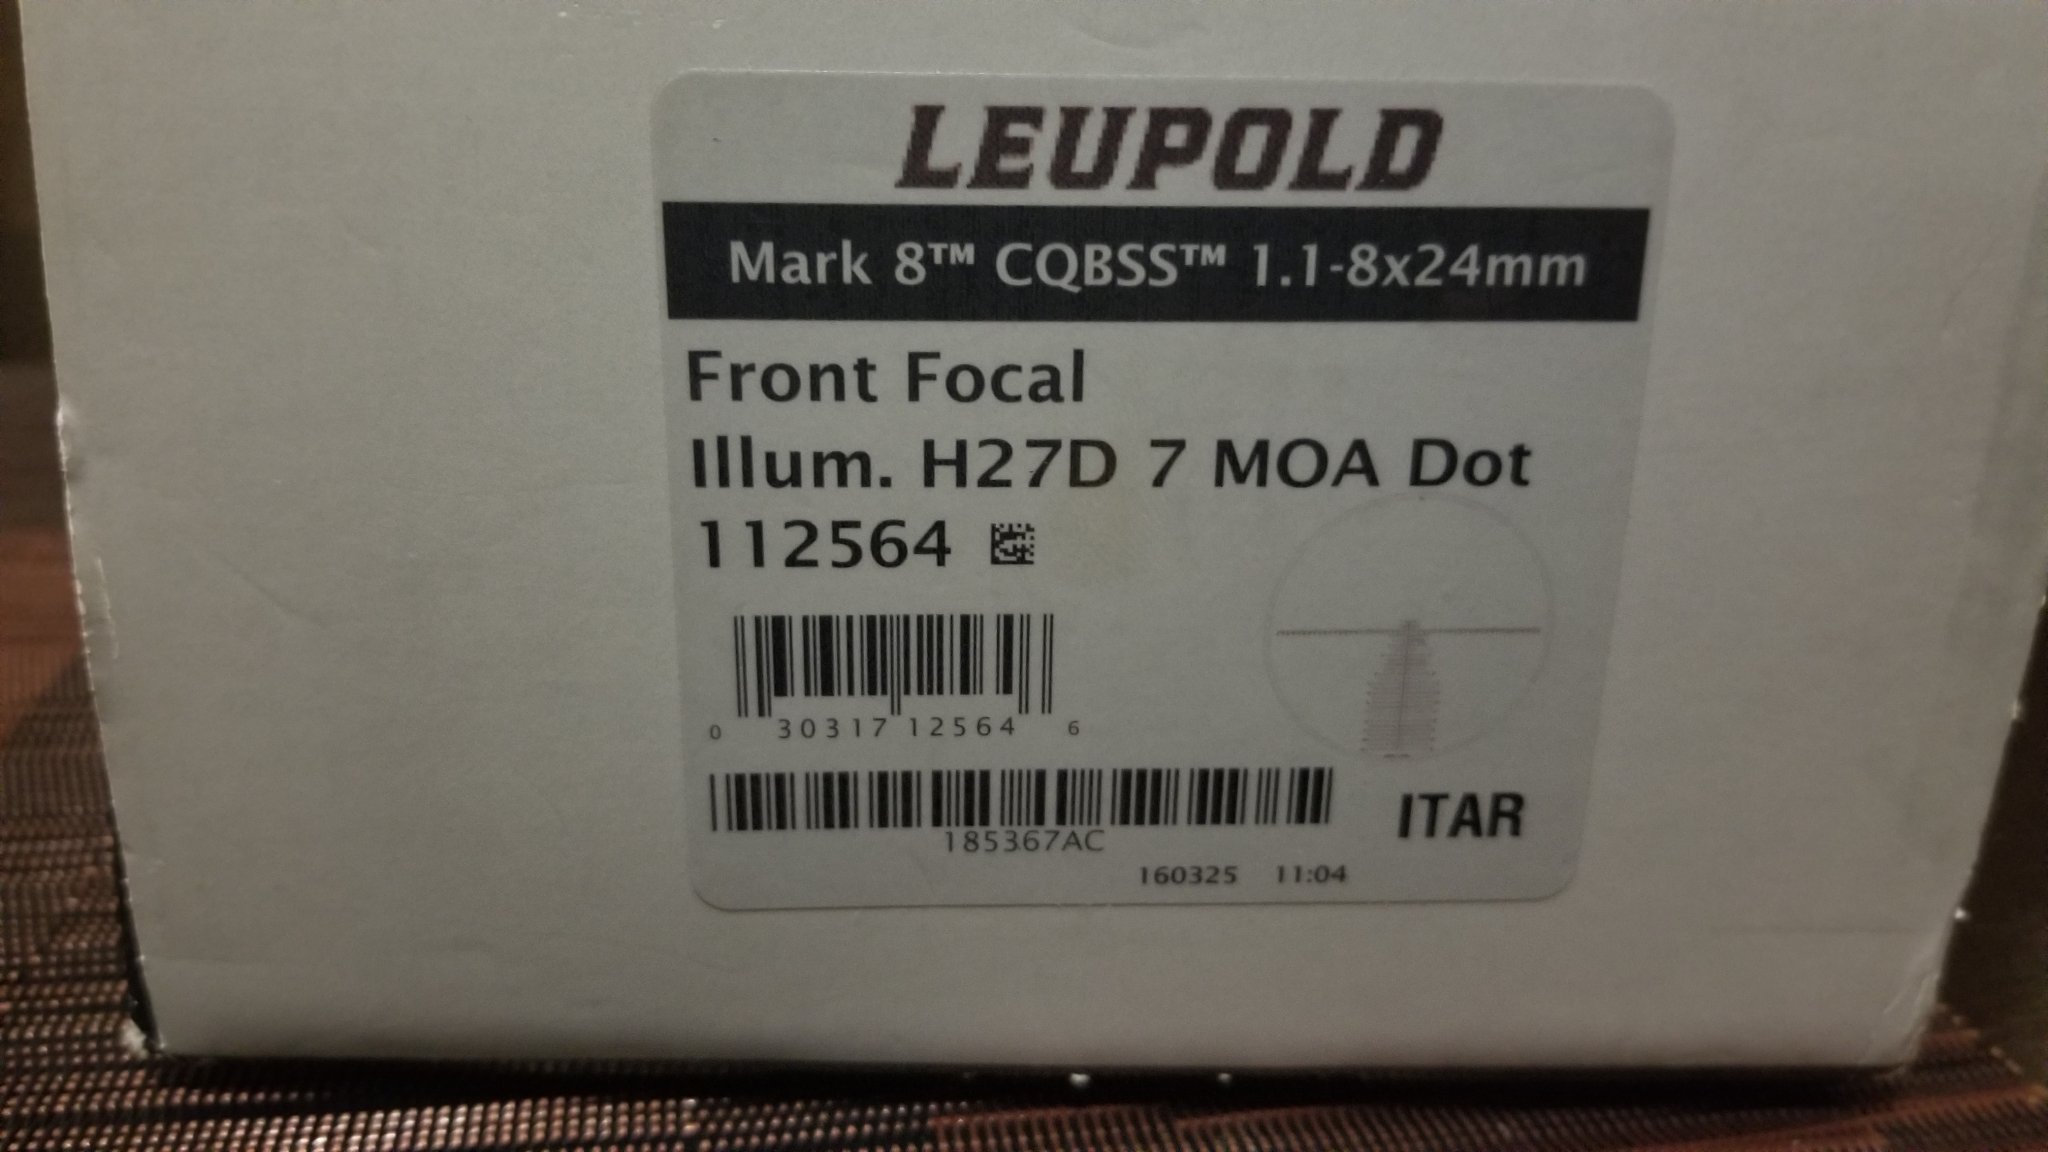 LEUPOLD
Mark 8™ CQBSS™ 1.1-8x24mm
Front Focal
Illum. H27D 7 MOA Dot
112564
0 30317 12564 6
185367AC
ITAR
160325 11:04